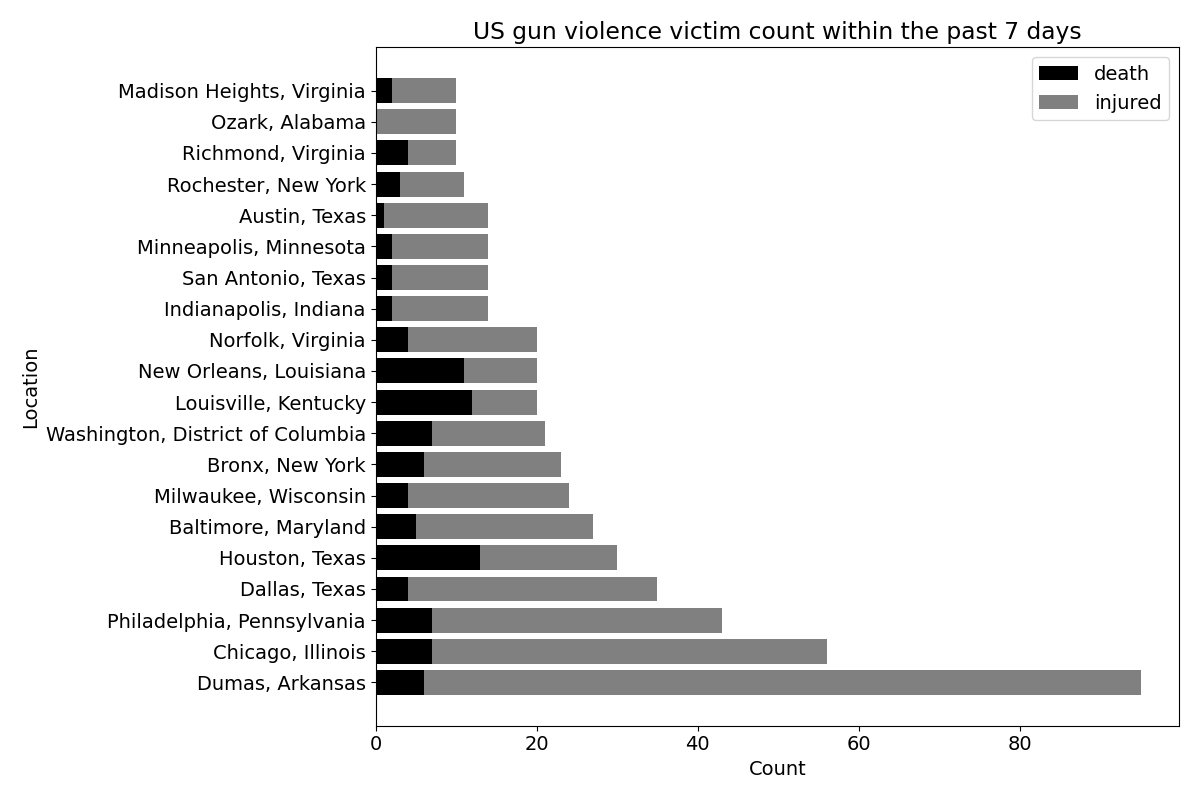 US gun violence victim count within the past 7 days
death
injured
Madison Heights, Virginia
Ozark, Alabama
Richmond, Virginia
Rochester, New York
Austin, Texas
Minneapolis, Minnesota
San Antonio, Texas
Indianapolis, Indiana
Norfolk, Virginia
New Orleans, Louisiana
Louisville, Kentucky
Washington, District of Columbia
Bronx, New York
Milwaukee, Wisconsin
Baltimore, Maryland
Houston, Texas
Dallas, Texas
Philadelphia, Pennsylvania
Chicago, Illinois
Dumas, Arkansas
Location
0 20 40 60 80
Count